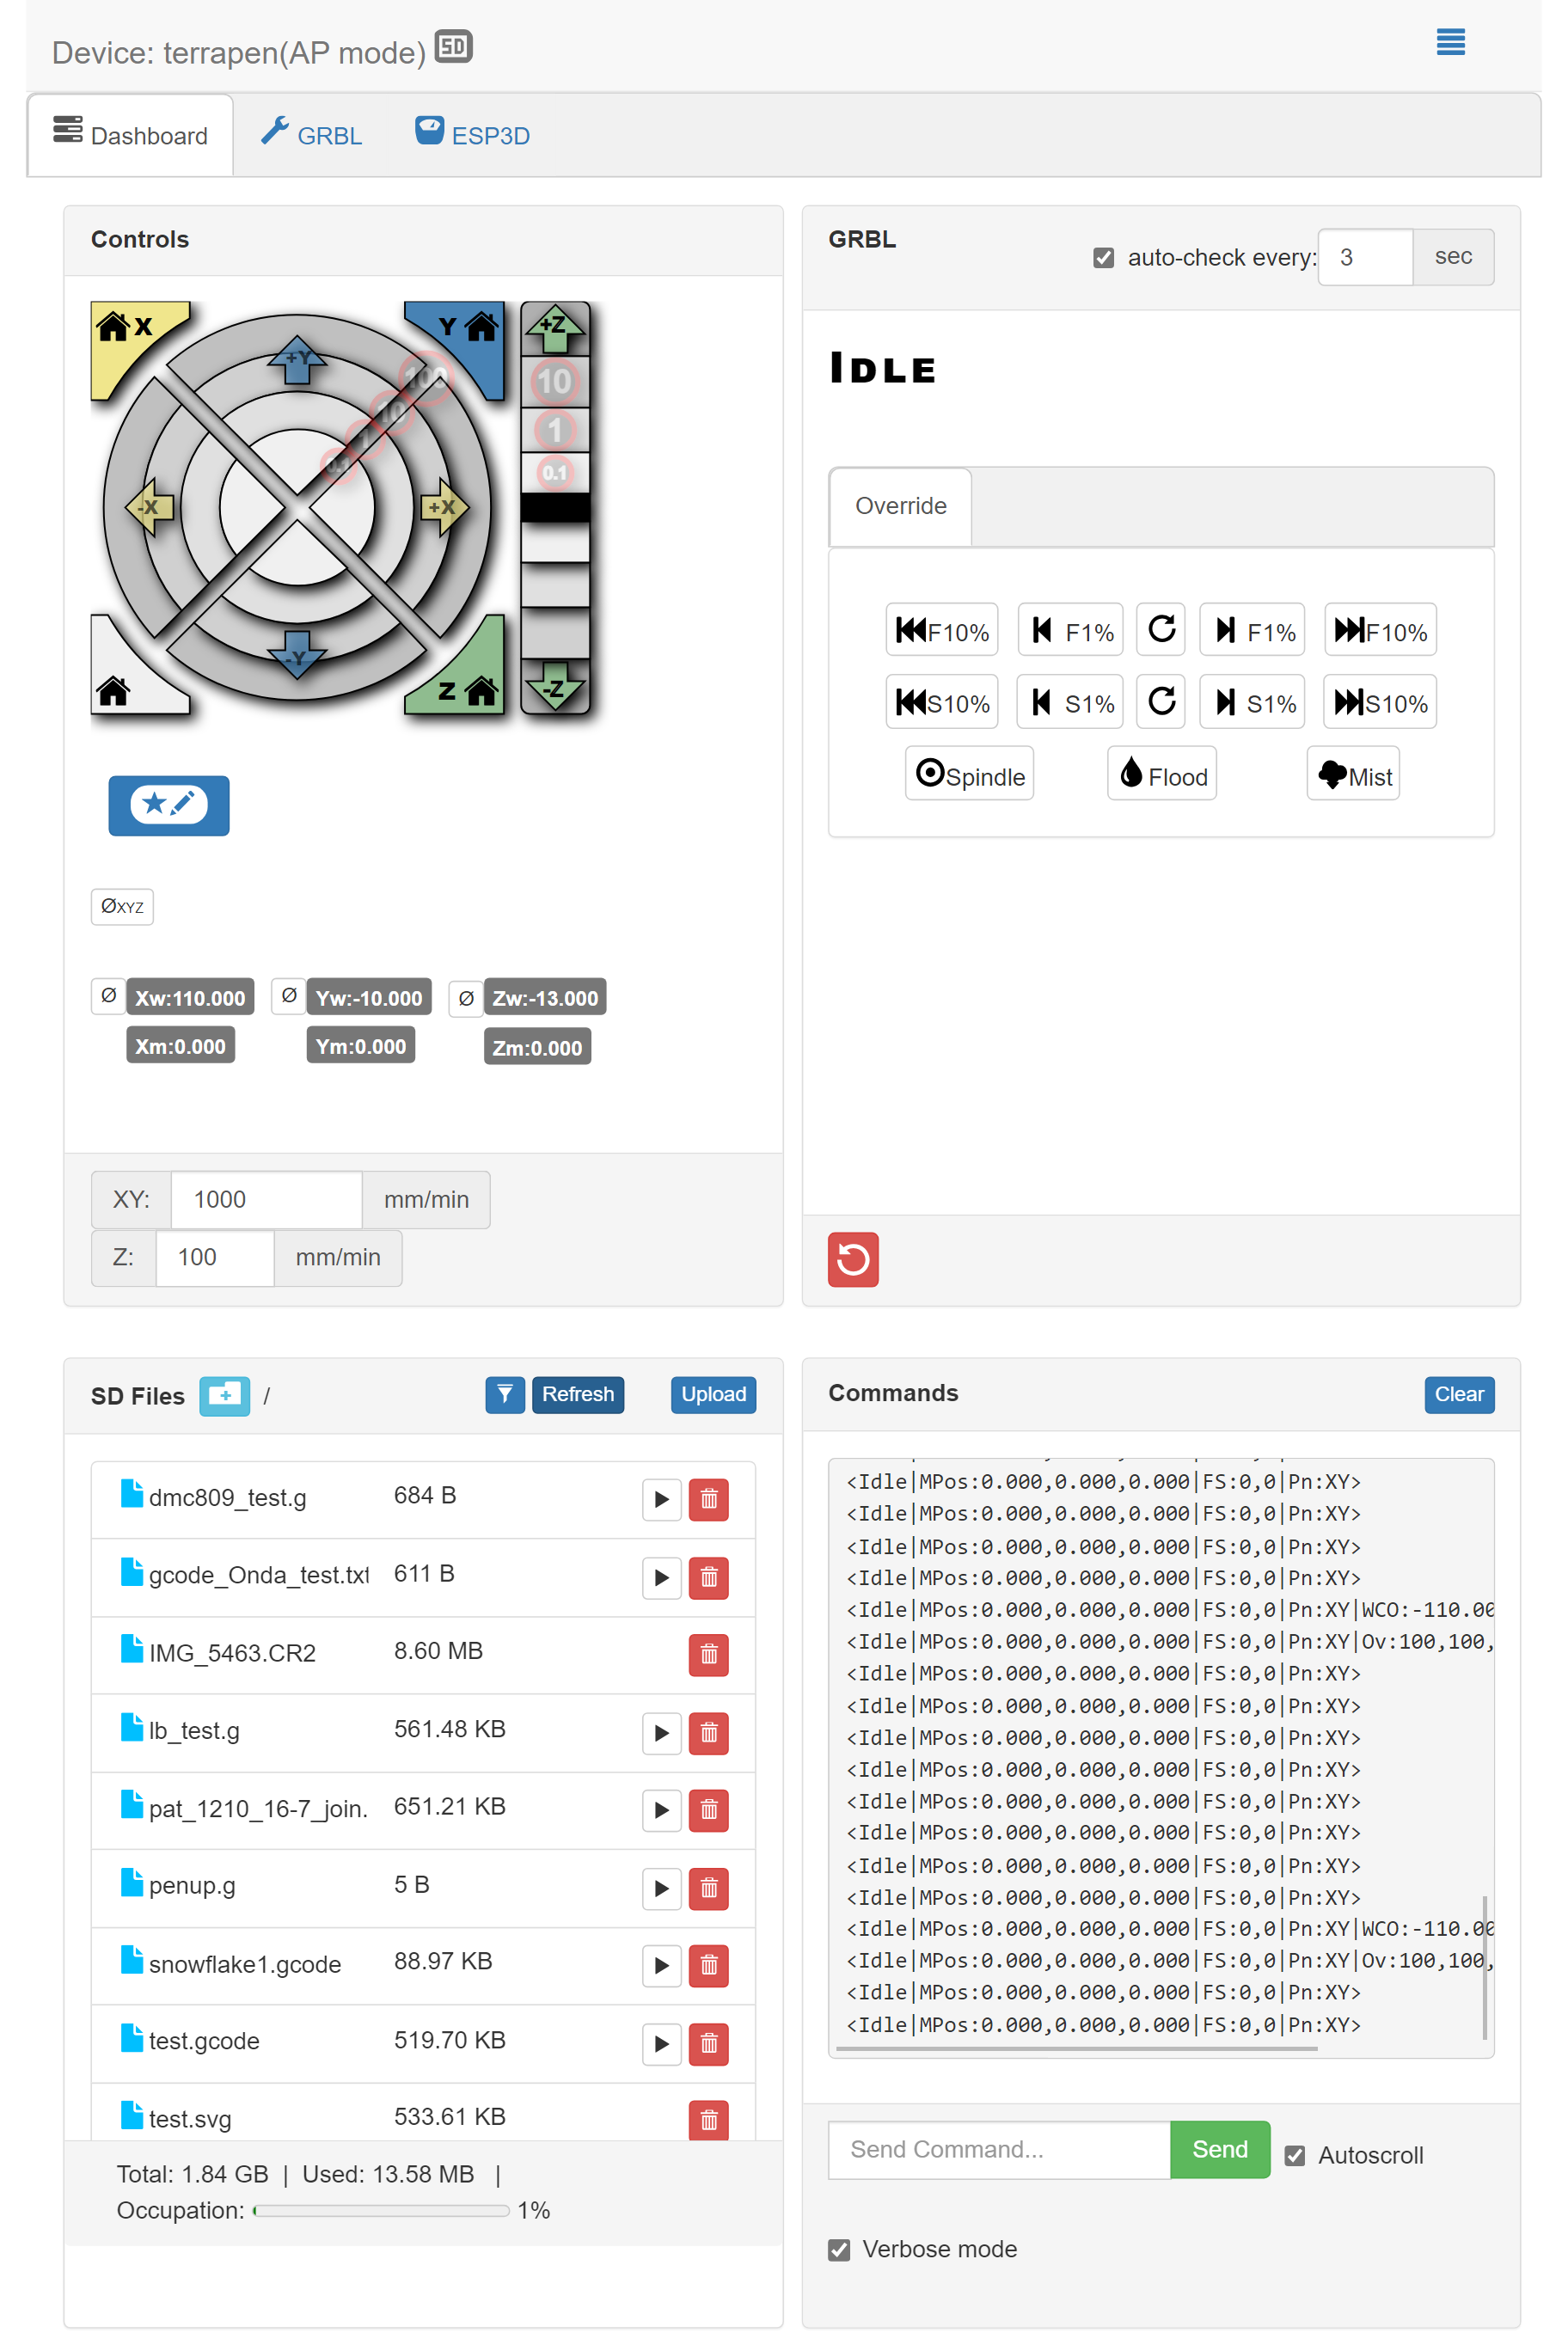 Device: terrapen(AP mode) SD
Dashboard GRBL ESP3D
Controls
X Y +Z
+Y 100 10
10 1
1 0.1
0.1
-X +X
-Y
Z -Z
ØXYZ
Ø Xw:110.000 Ø Yw:-10.000 Ø Zw:-13.000
Xm:0.000 Ym:0.000 Zm:0.000
XY: 1000 mm/min
Z: 100 mm/min
GRBL auto-check every: 3 sec
Idle
Override
F10% F1% F1% F10%
S10% S1% S1% S10%
Spindle Flood Mist
SD Files / Refresh Upload
dmc809_test.g 684 B
gcode_Onda_test.txt 611 B
IMG_5463.CR2 8.60 MB
lb_test.g 561.48 KB
pat_1210_16-7_join. 651.21 KB
penup.g 5 B
snowflake1.gcode 88.97 KB
test.gcode 519.70 KB
test.svg 533.61 KB
Total: 1.84 GB | Used: 13.58 MB |
Occupation: 1%
Commands Clear
<Idle|MPos:0.000,0.000,0.000|FS:0,0|Pn:XY>
<Idle|MPos:0.000,0.000,0.000|FS:0,0|Pn:XY>
<Idle|MPos:0.000,0.000,0.000|FS:0,0|Pn:XY>
<Idle|MPos:0.000,0.000,0.000|FS:0,0|Pn:XY>
<Idle|MPos:0.000,0.000,0.000|FS:0,0|Pn:XY|WCO:-110.00
<Idle|MPos:0.000,0.000,0.000|FS:0,0|Pn:XY|Ov:100,100,
<Idle|MPos:0.000,0.000,0.000|FS:0,0|Pn:XY>
<Idle|MPos:0.000,0.000,0.000|FS:0,0|Pn:XY>
<Idle|MPos:0.000,0.000,0.000|FS:0,0|Pn:XY>
<Idle|MPos:0.000,0.000,0.000|FS:0,0|Pn:XY>
<Idle|MPos:0.000,0.000,0.000|FS:0,0|Pn:XY>
<Idle|MPos:0.000,0.000,0.000|FS:0,0|Pn:XY>
<Idle|MPos:0.000,0.000,0.000|FS:0,0|Pn:XY>
<Idle|MPos:0.000,0.000,0.000|FS:0,0|Pn:XY>
<Idle|MPos:0.000,0.000,0.000|FS:0,0|Pn:XY|WCO:-110.00
<Idle|MPos:0.000,0.000,0.000|FS:0,0|Pn:XY|Ov:100,100,
<Idle|MPos:0.000,0.000,0.000|FS:0,0|Pn:XY>
<Idle|MPos:0.000,0.000,0.000|FS:0,0|Pn:XY>
Send Command... Send Autoscroll
Verbose mode